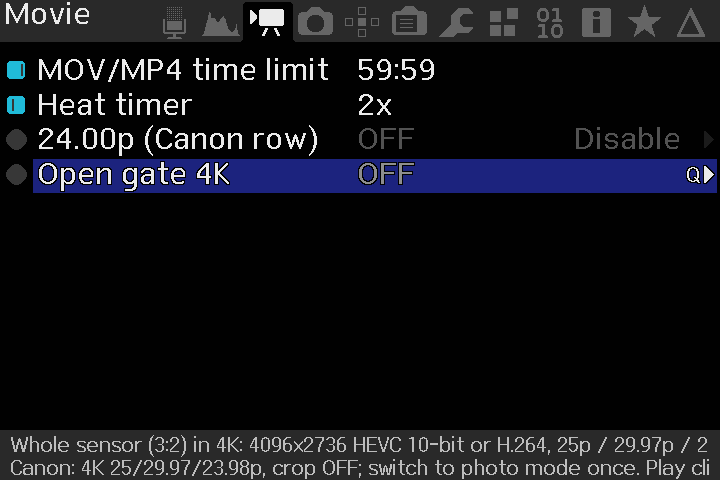 Movie
MOV/MP4 time limit 59:59
Heat timer 2x
24.00p (Canon row) OFF Disable
Open gate 4K OFF Q
Whole sensor (3:2) in 4K: 4096x2736 HEVC 10-bit or H.264, 25p / 29.97p / 2
Canon: 4K 25/29.97/23.98p, crop OFF; switch to photo mode once. Play cli